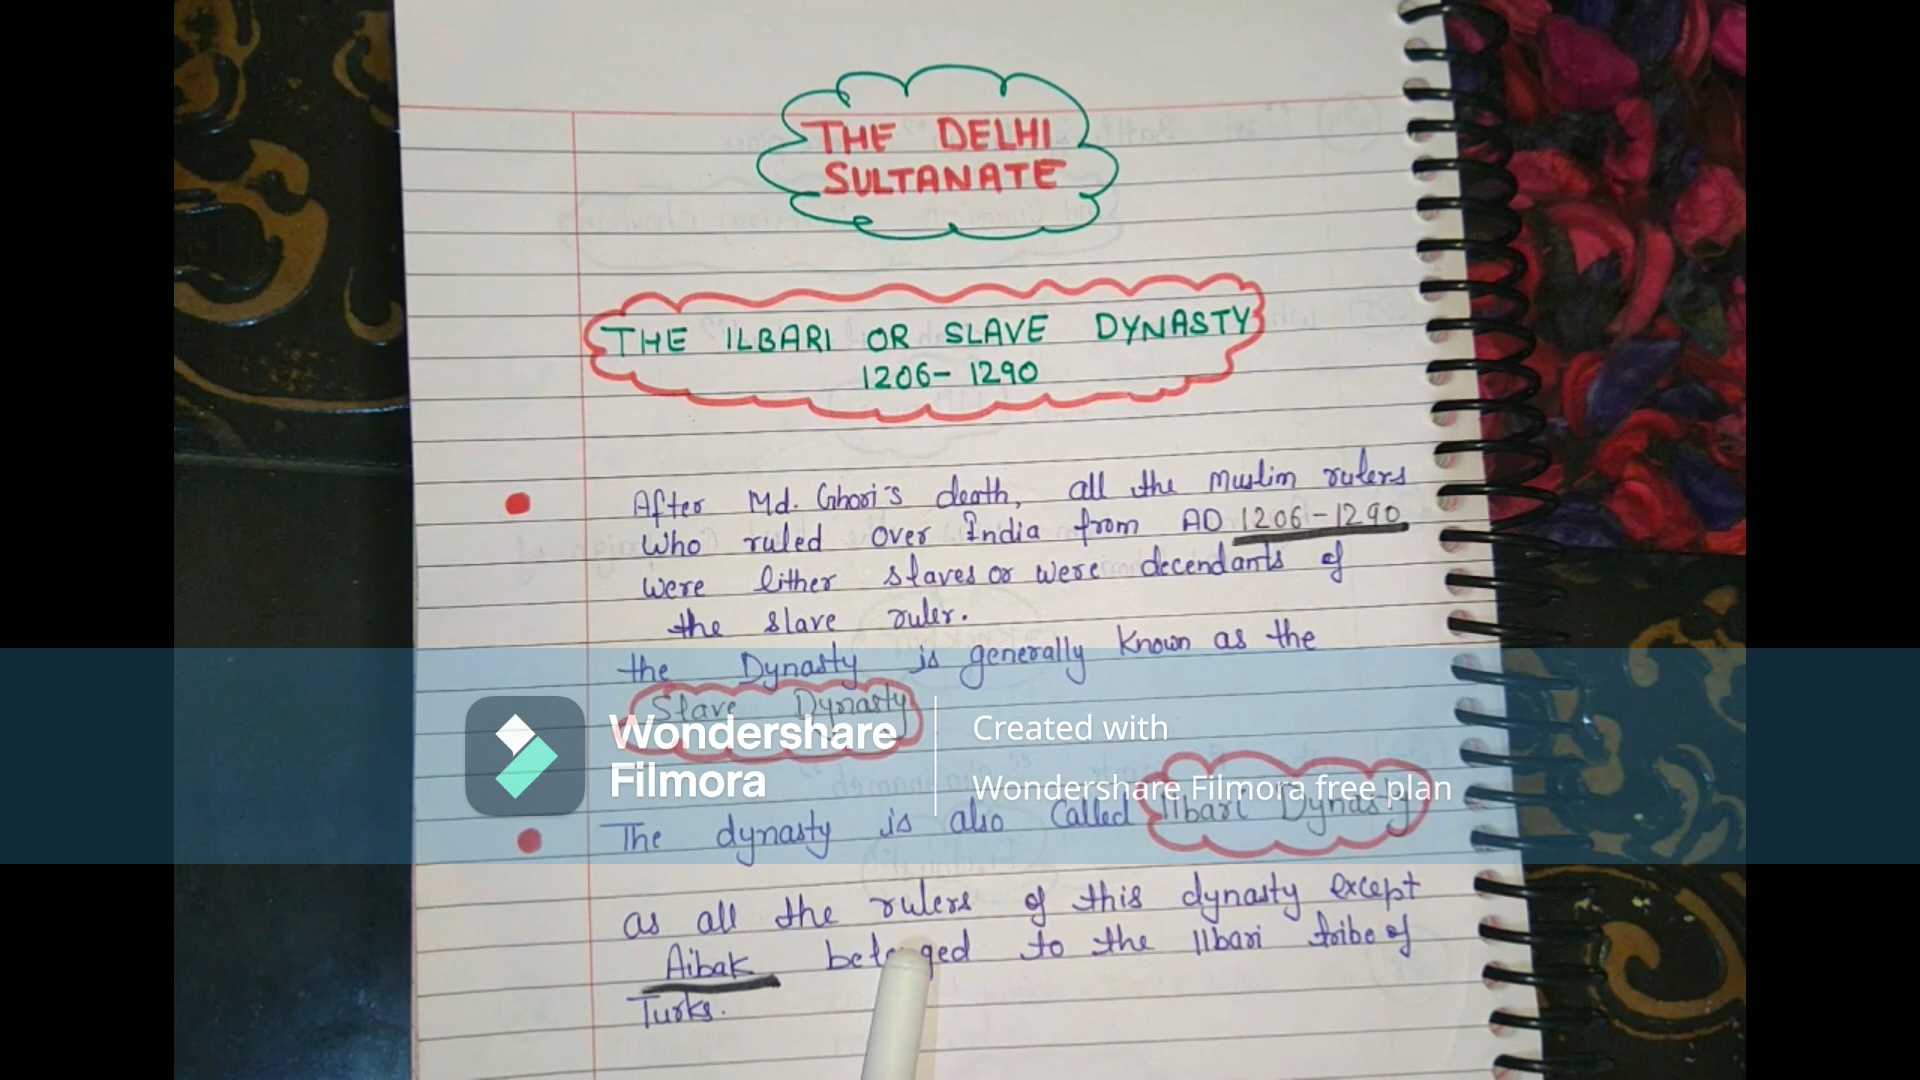 THE DELHI
SULTANATE
THE ILBARI OR SLAVE DYNASTY
1206-1290
After Md. Ghori's death, all the Muslim rulers
Who ruled over India from AD 1206-1290
were either slaves or were decendants of
the slave ruler.
the Dynasty is generally known as the
Slave Dynasty
Wondershare
Filmora
Created with
Wondershare Filmora free plan
The dynasty is also called Ilbari Dynasty
as all the rulers of this dynasty except
Aibak belonged to the Ilbari tribe of
Turks.